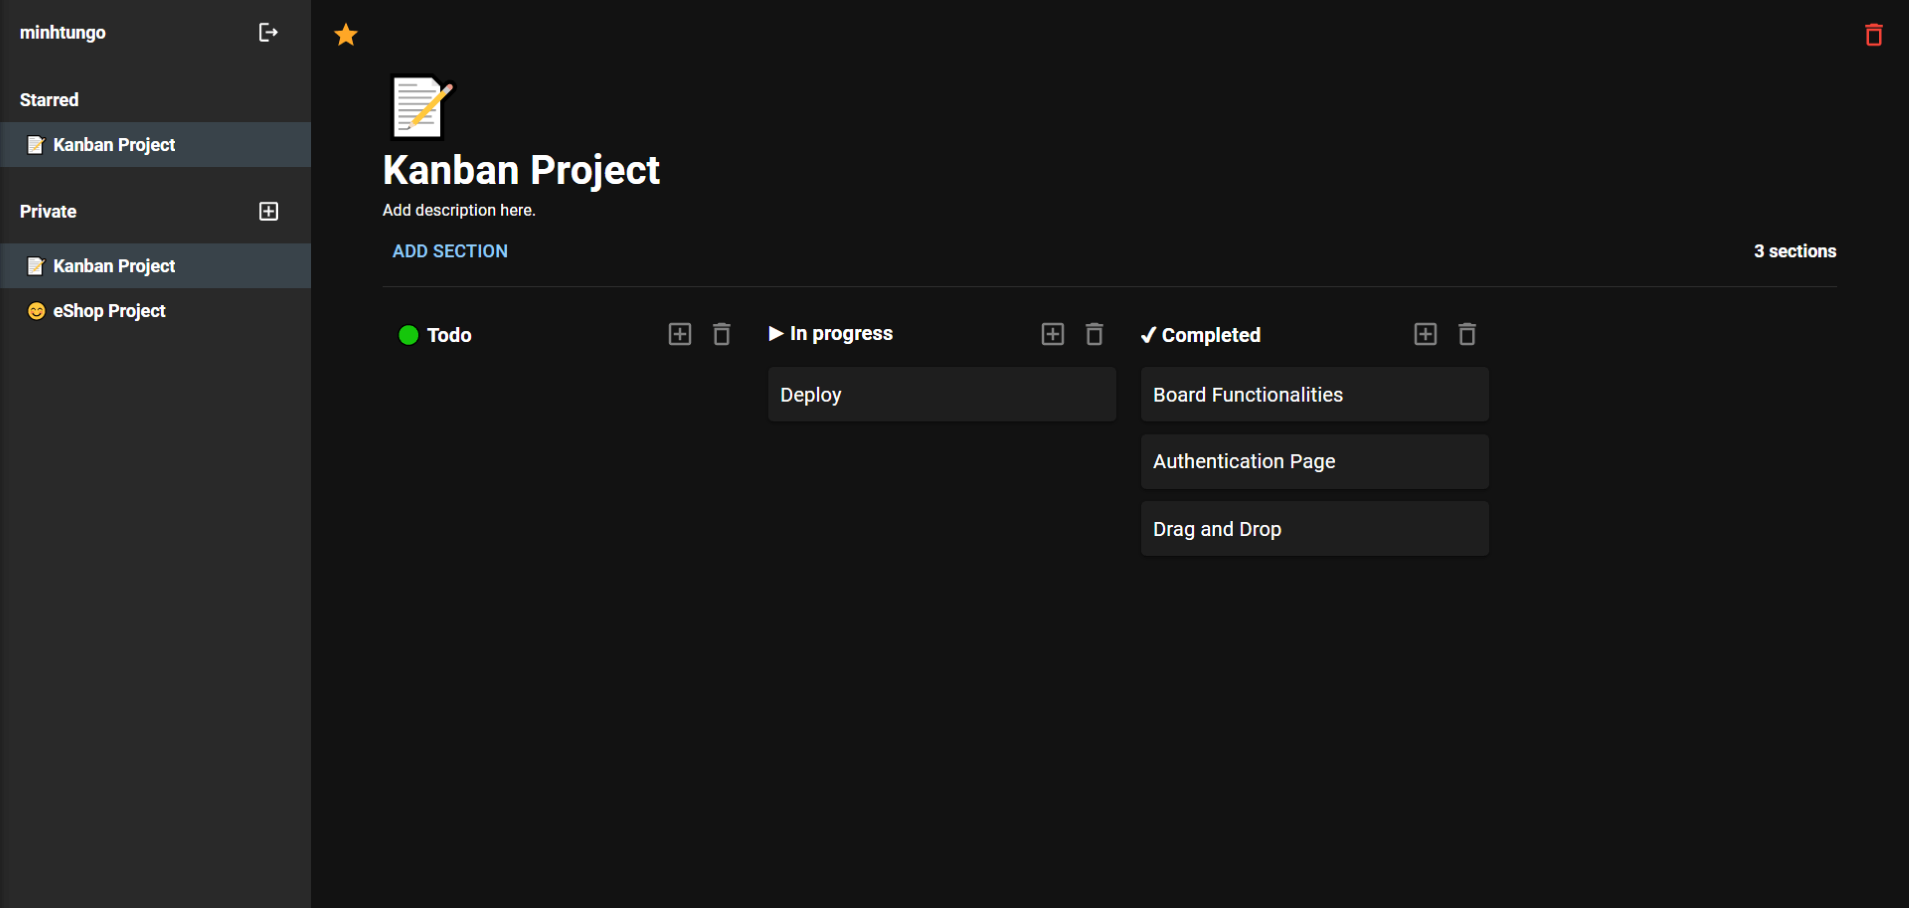 minhtungo
Starred
Kanban Project
Private
Kanban Project
eShop Project
Kanban Project
Add description here.
ADD SECTION
3 sections
Todo
In progress
Deploy
Completed
Board Functionalities
Authentication Page
Drag and Drop